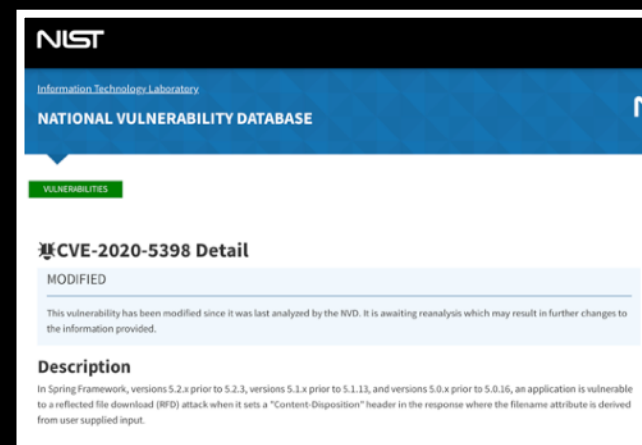 NIST
Information Technology Laboratory
NATIONAL VULNERABILITY DATABASE
VULNERABILITIES
CVE-2020-5398 Detail
MODIFIED
This vulnerability has been modified since it was last analyzed by the NVD. It is awaiting reanalysis which may result in further changes to
the information provided.
Description
In Spring Framework, versions 5.2.x prior to 5.2.3, versions 5.1.x prior to 5.1.13, and versions 5.0.x prior to 5.0.16, an application is vulnerable
to a reflected file download (RFD) attack when it sets a "Content-Disposition" header in the response where the filename attribute is derived
from user supplied input.